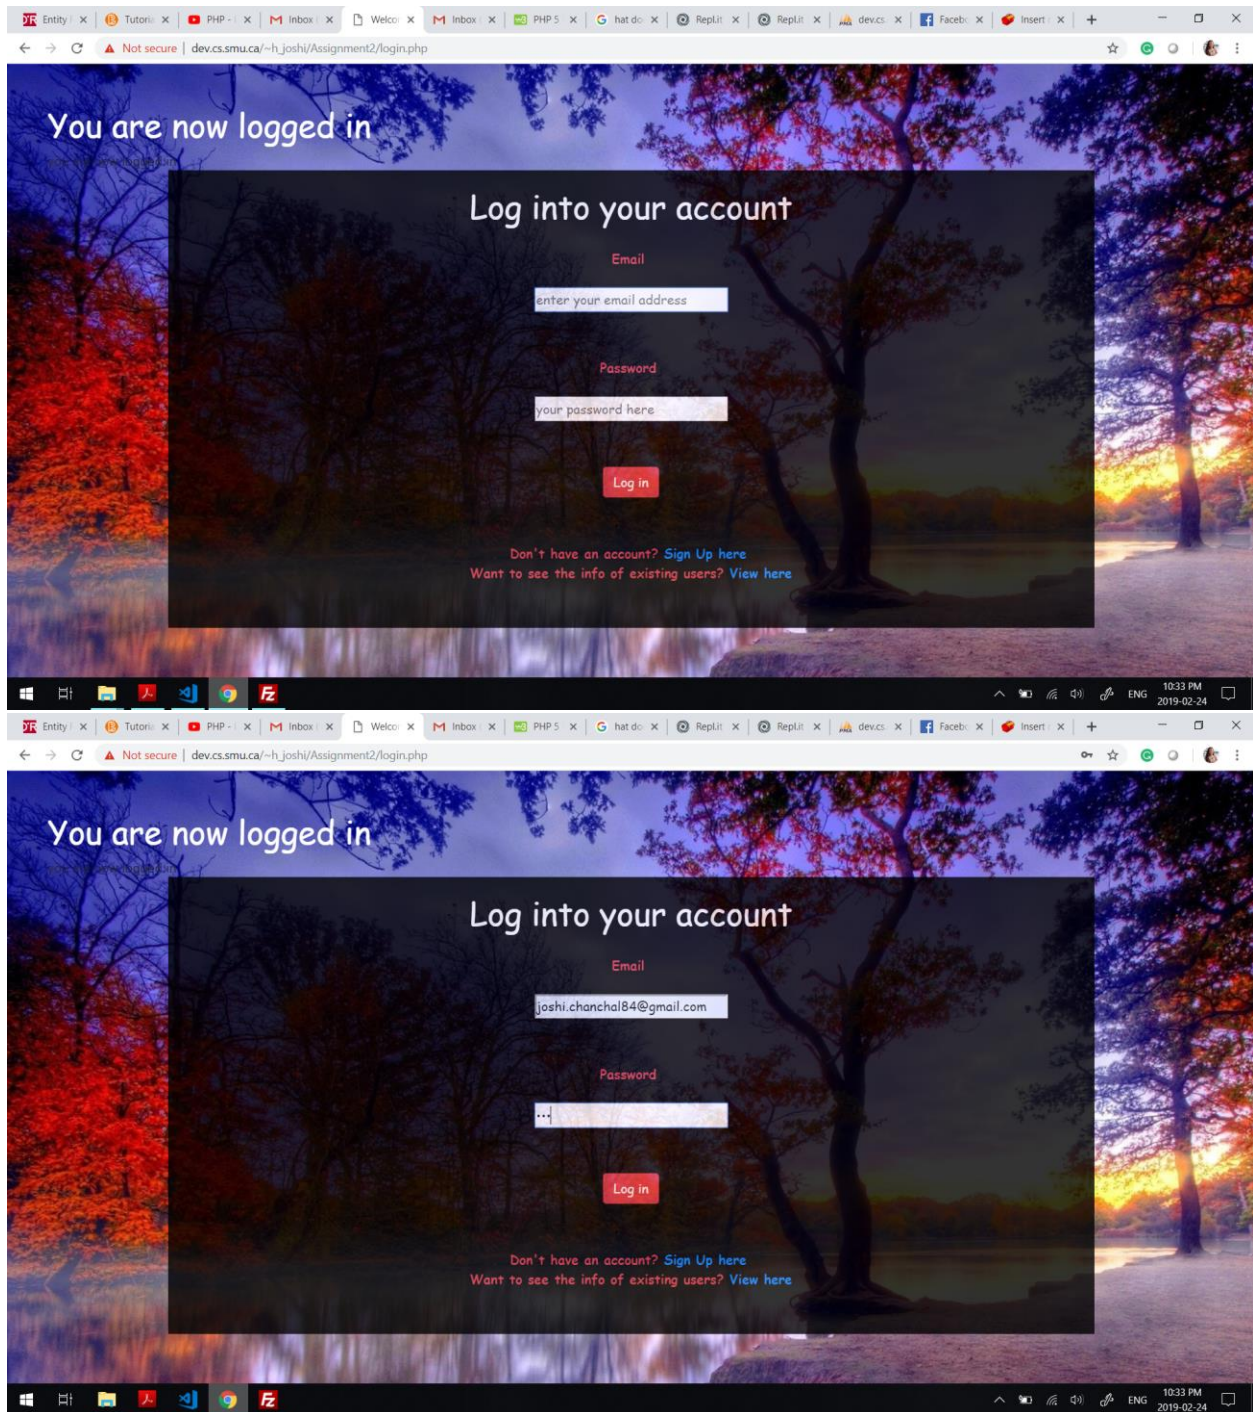 Entity
Tutoria
PHP -
Inbox
Welcor
Inbox
PHP 5
hat do
Repl.it
Repl.it
dev.cs.
Facebo
Insert
Not secure | dev.cs.smu.ca/~h_joshi/Assignment2/login.php
You are now logged in
Log into your account
Email
enter your email address
Password
your password here
Log in
Don't have an account? Sign Up here
Want to see the info of existing users? View here
ENG
10:33 PM
2019-02-24
Entity
Tutoria
PHP -
Inbox
Welcor
Inbox
PHP 5
hat do
Repl.it
Repl.it
dev.cs.
Facebo
Insert
Not secure | dev.cs.smu.ca/~h_joshi/Assignment2/login.php
You are now logged in
Log into your account
Email
joshi.chanchal84@gmail.com
Password
Log in
Don't have an account? Sign Up here
Want to see the info of existing users? View here
ENG
10:33 PM
2019-02-24